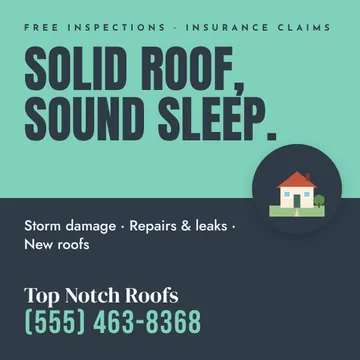 FREE INSPECTIONS · INSURANCE CLAIMS
SOLID ROOF,
SOUND SLEEP.
Storm damage · Repairs & leaks ·
New roofs
Top Notch Roofs
(555) 463-8368